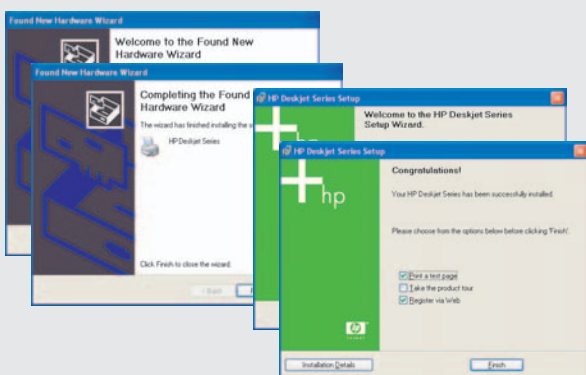 Found New Hardware Wizard
Welcome to the Found New
Hardware Wizard
Found New Hardware Wizard
Completing the Found
Hardware Wizard
The wizard has finished installing the
HP Deskjet Series
Click Finish to close the wizard.
< Back
HP Deskjet Series Setup
Welcome to the HP Deskjet Series
Setup Wizard.
HP Deskjet Series Setup
hp
Congratulations!
Your HP Deskjet Series has been successfully installed.
Please choose from the options below before clicking 'Finish'.
Print a test page
Take the product tour
Register via Web
hp
Installation Details
Finish